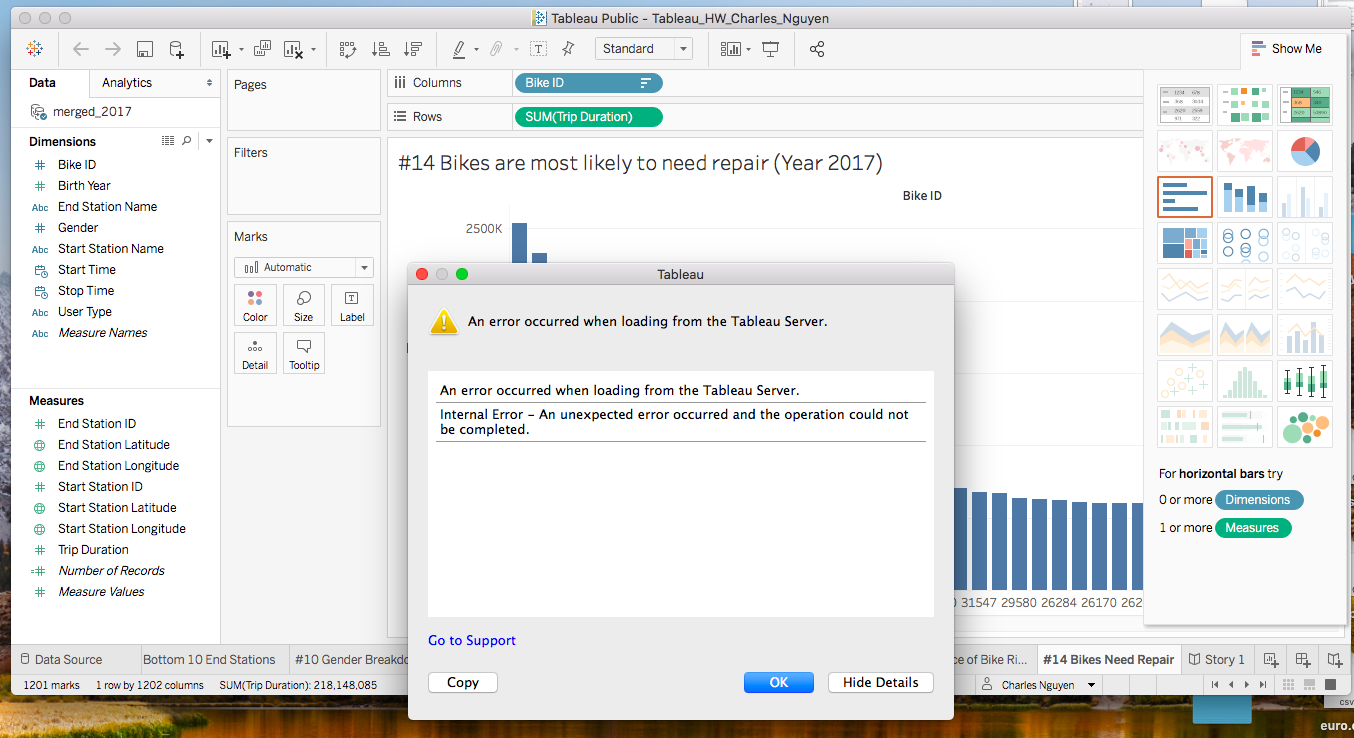 Tableau Public - Tableau_HW_Charles_Nguyen
Standard
Show Me
Data
Analytics
merged_2017
Dimensions
Bike ID
Birth Year
Abc End Station Name
Gender
Abc Start Station Name
Start Time
Stop Time
Abc User Type
Abc Measure Names
Measures
End Station ID
End Station Latitude
End Station Longitude
Start Station ID
Start Station Latitude
Start Station Longitude
Trip Duration
Number of Records
Measure Values
Pages
Filters
Marks
Automatic
Color
Size
Label
Detail
Tooltip
Columns
Bike ID
Rows
SUM(Trip Duration)
#14 Bikes are most likely to need repair (Year 2017)
Bike ID
2500K
31547 29580 26284 26170 262
Tableau
An error occurred when loading from the Tableau Server.
An error occurred when loading from the Tableau Server.
Internal Error - An unexpected error occurred and the operation could not
be completed.
Go to Support
Copy
OK
Hide Details
For horizontal bars try
0 or more Dimensions
1 or more Measures
Data Source
Bottom 10 End Stations
#10 Gender Breakdo
ce of Bike Ri...
#14 Bikes Need Repair
Story 1
1201 marks
1 row by 1202 columns
SUM(Trip Duration): 218,148,085
Charles Nguyen
csv
euro.